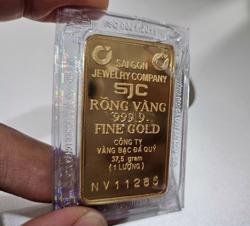 SAIGON
JEWELRY COMPANY
SJC
RỒNG VÀNG
999.9
FINE GOLD
CÔNG TY
VÀNG BẠC ĐÁ QUÝ
37,5 gram
(1 LƯỢNG)
NV11286